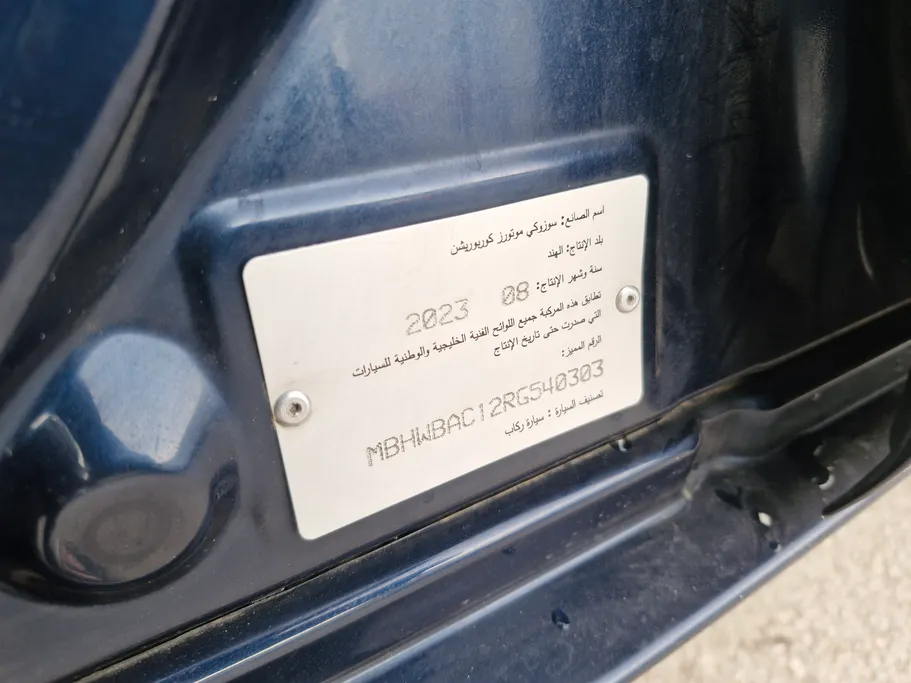 اسم الصانع: سوزوكي موتورز كوربوريشن
بلد الإنتاج: الهند
سنة وشهر الإنتاج: 08 2023
تطابق هذه المركبة جميع اللوائح الفنية الخليجية والوطنية للسيارات
التي صدرت حتى تاريخ الإنتاج
الرقم المميز:
MBHWBAC12RG540303
تصنيف السيارة : سيارة ركاب